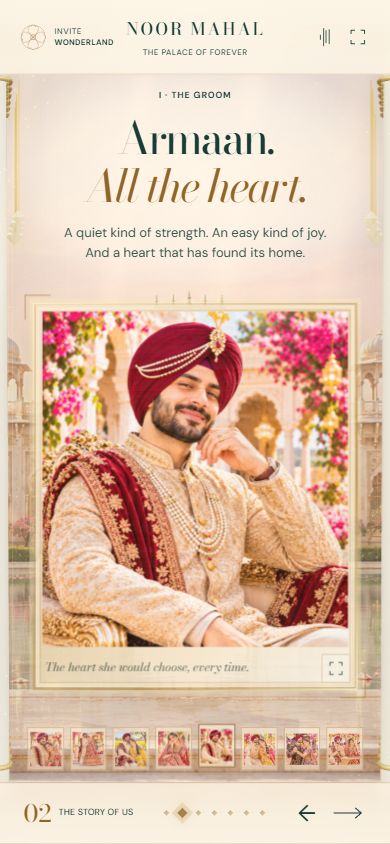 INVITE
WONDERLAND
NOOR MAHAL
THE PALACE OF FOREVER
I · THE GROOM
Armaan.
All the heart.
A quiet kind of strength. An easy kind of joy.
And a heart that has found its home.
The heart she would choose, every time.
02 THE STORY OF US